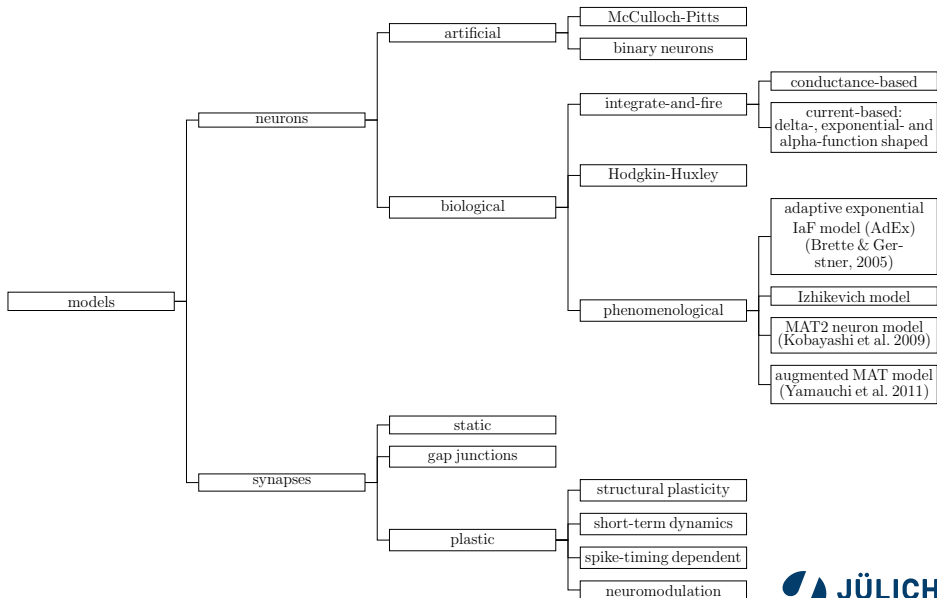 models
neurons
artificial
McCulloch-Pitts
binary neurons
biological
integrate-and-fire
conductance-based
current-based:
delta-, exponential- and
alpha-function shaped
Hodgkin-Huxley
phenomenological
adaptive exponential
IaF model (AdEx)
(Brette & Ger-
stner, 2005)
Izhikevich model
MAT2 neuron model
(Kobayashi et al. 2009)
augmented MAT model
(Yamauchi et al. 2011)
synapses
static
gap junctions
plastic
structural plasticity
short-term dynamics
spike-timing dependent
neuromodulation
JÜLICH